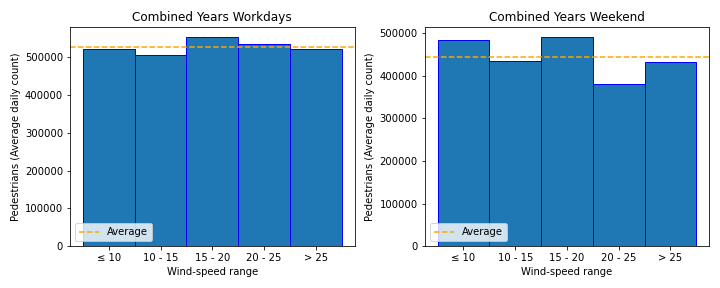 Combined Years Workdays
Pedestrians (Average daily count)
500000
400000
300000
200000
100000
0
Average
≤ 10 10 - 15 15 - 20 20 - 25 > 25
Wind-speed range
Combined Years Weekend
Pedestrians (Average daily count)
500000
400000
300000
200000
100000
0
Average
≤ 10 10 - 15 15 - 20 20 - 25 > 25
Wind-speed range